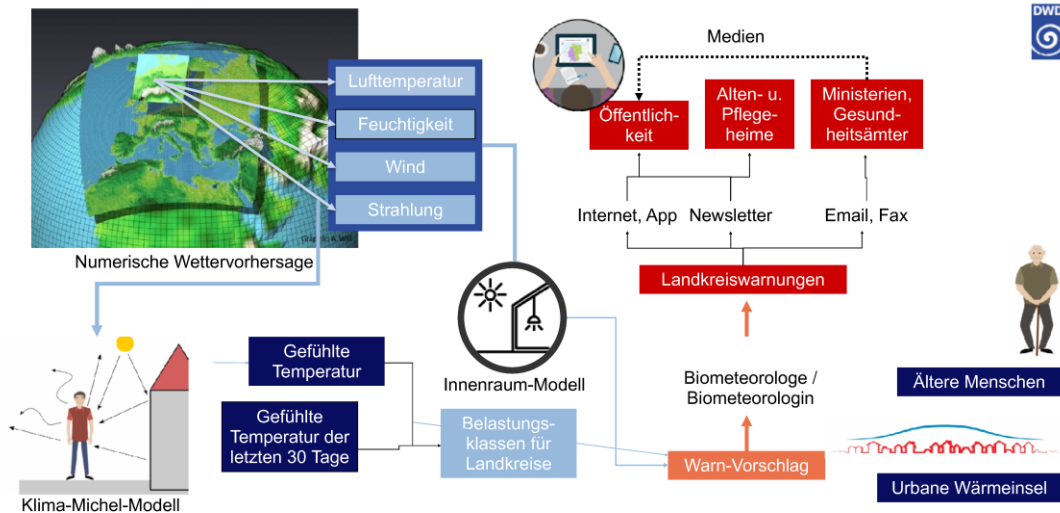 DWD
Medien
Lufttemperatur
Feuchtigkeit
Wind
Strahlung
Numerische Wettervorhersage
Öffentlich-
keit
Alten- u.
Pflege-
heime
Ministerien,
Gesund-
heitsämter
Internet, App
Newsletter
Email, Fax
Landkreiswarnungen
Innenraum-Modell
Gefühlte
Temperatur
Gefühlte
Temperatur der
letzten 30 Tage
Belastungs-
klassen für
Landkreise
Biometeorologe /
Biometeorologin
Warn-Vorschlag
Ältere Menschen
Urbane Wärmeinsel
Klima-Michel-Modell